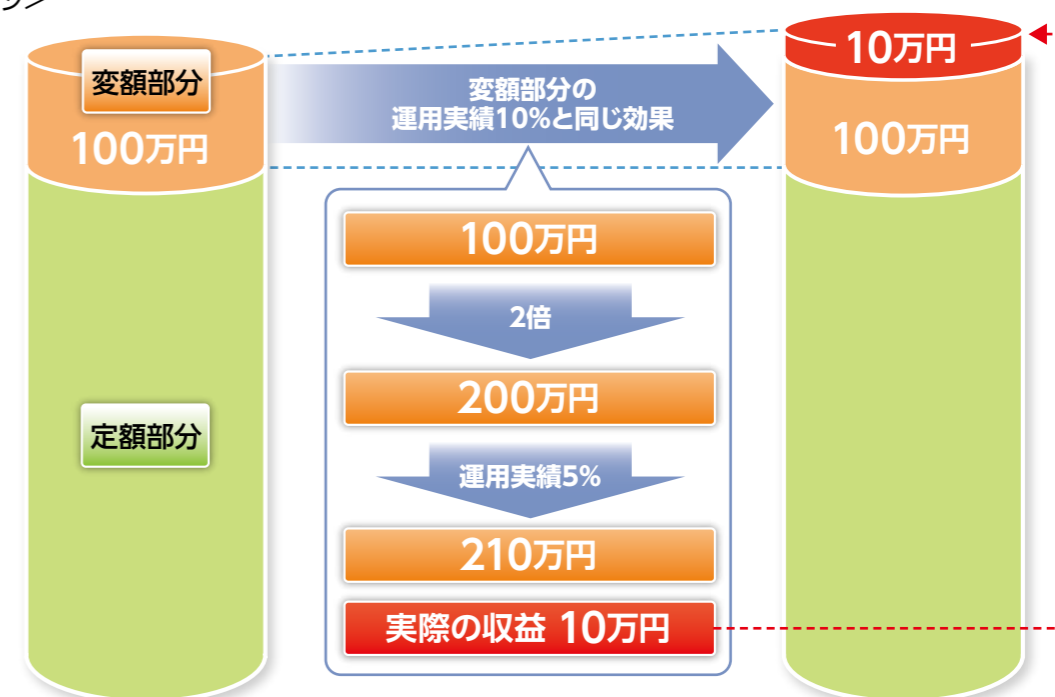 変額部分
100万円
定額部分
変額部分の
運用実績10%と同じ効果
100万円
2倍
200万円
運用実績5%
210万円
実際の収益 10万円
10万円
100万円